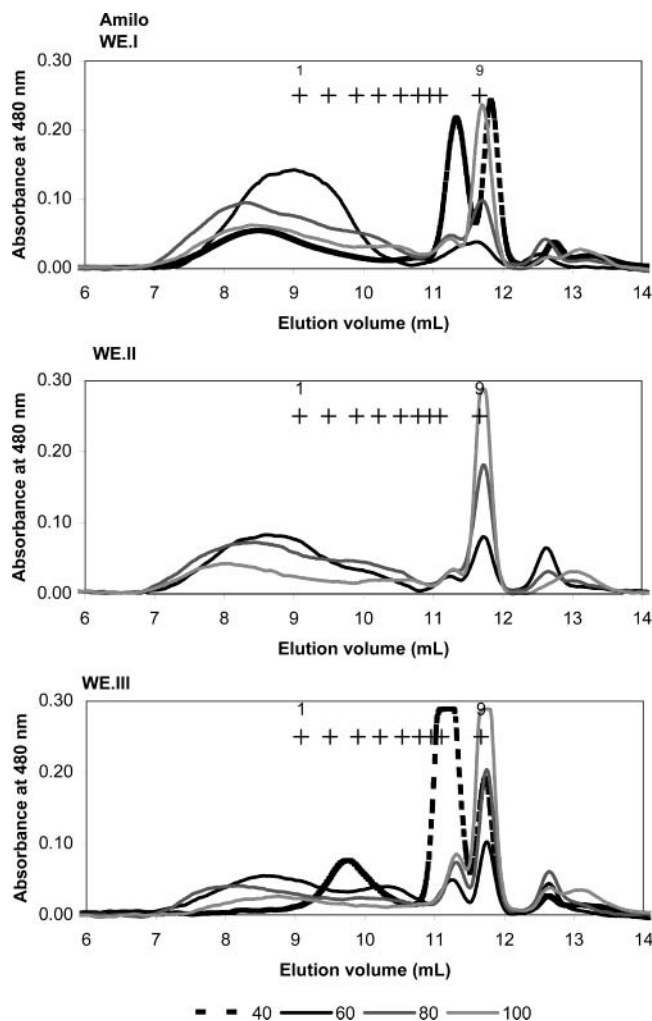 Amilo
WE.I
0.30
1
9
0.20
0.10
0.00
Absorbance at 480 nm
6 7 8 9 10 11 12 13 14
Elution volume (mL)
WE.II
0.30
1
9
0.20
0.10
0.00
Absorbance at 480 nm
6 7 8 9 10 11 12 13 14
Elution volume (mL)
WE.III
0.30
1
9
0.20
0.10
0.00
Absorbance at 480 nm
6 7 8 9 10 11 12 13 14
Elution volume (mL)
40 60 80 100